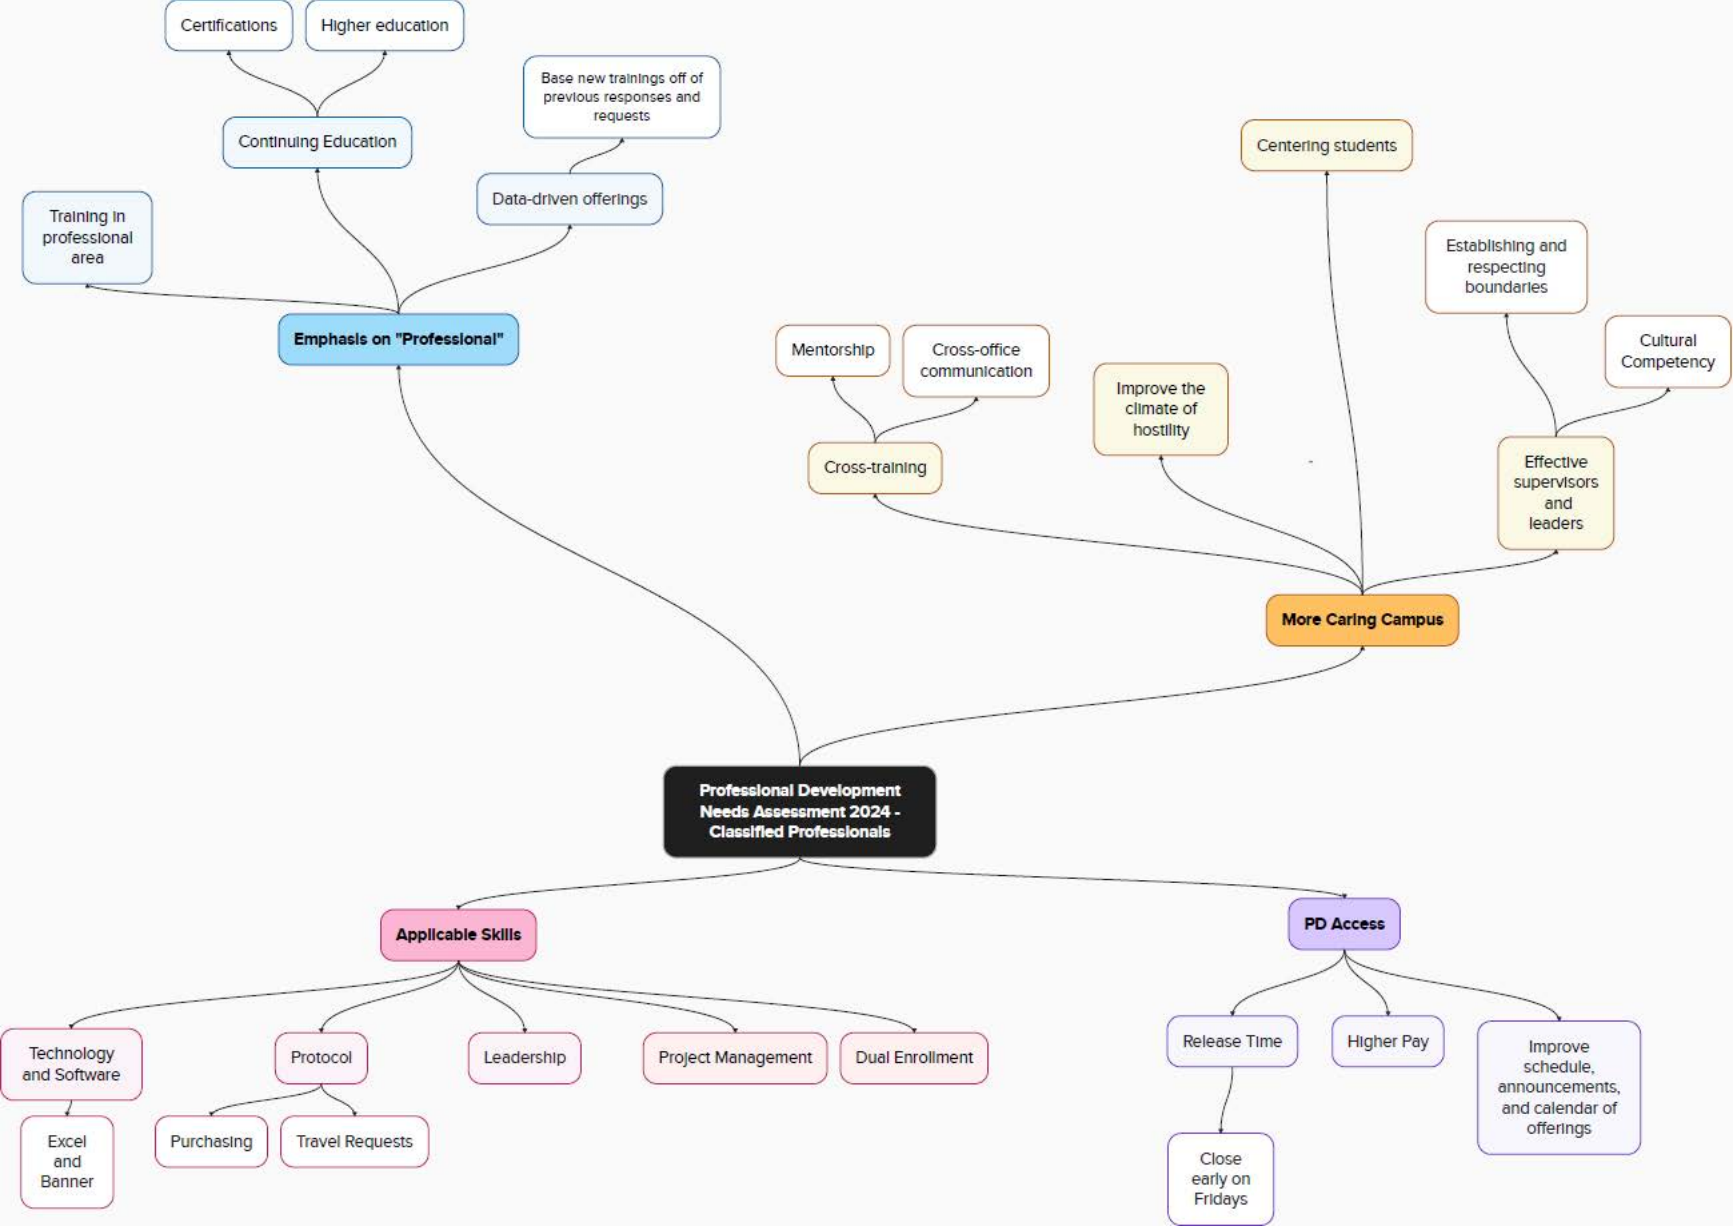 Certifications
Higher education
Base new trainings off of
previous responses and
requests
Continuing Education
Data-driven offerings
Training in
professional
area
Emphasis on "Professional"
Centering students
Establishing and
respecting
boundaries
Cultural
Competency
Mentorship
Cross-office
communication
Improve the
climate of
hostility
Cross-training
Effective
supervisors
and
leaders
More Caring Campus
Professional Development
Needs Assessment 2024 -
Classified Professionals
Applicable Skills
PD Access
Technology
and Software
Protocol
Leadership
Project Management
Dual Enrollment
Excel
and
Banner
Purchasing
Travel Requests
Release Time
Higher Pay
Improve
schedule,
announcements,
and calendar of
offerings
Close
early on
Fridays